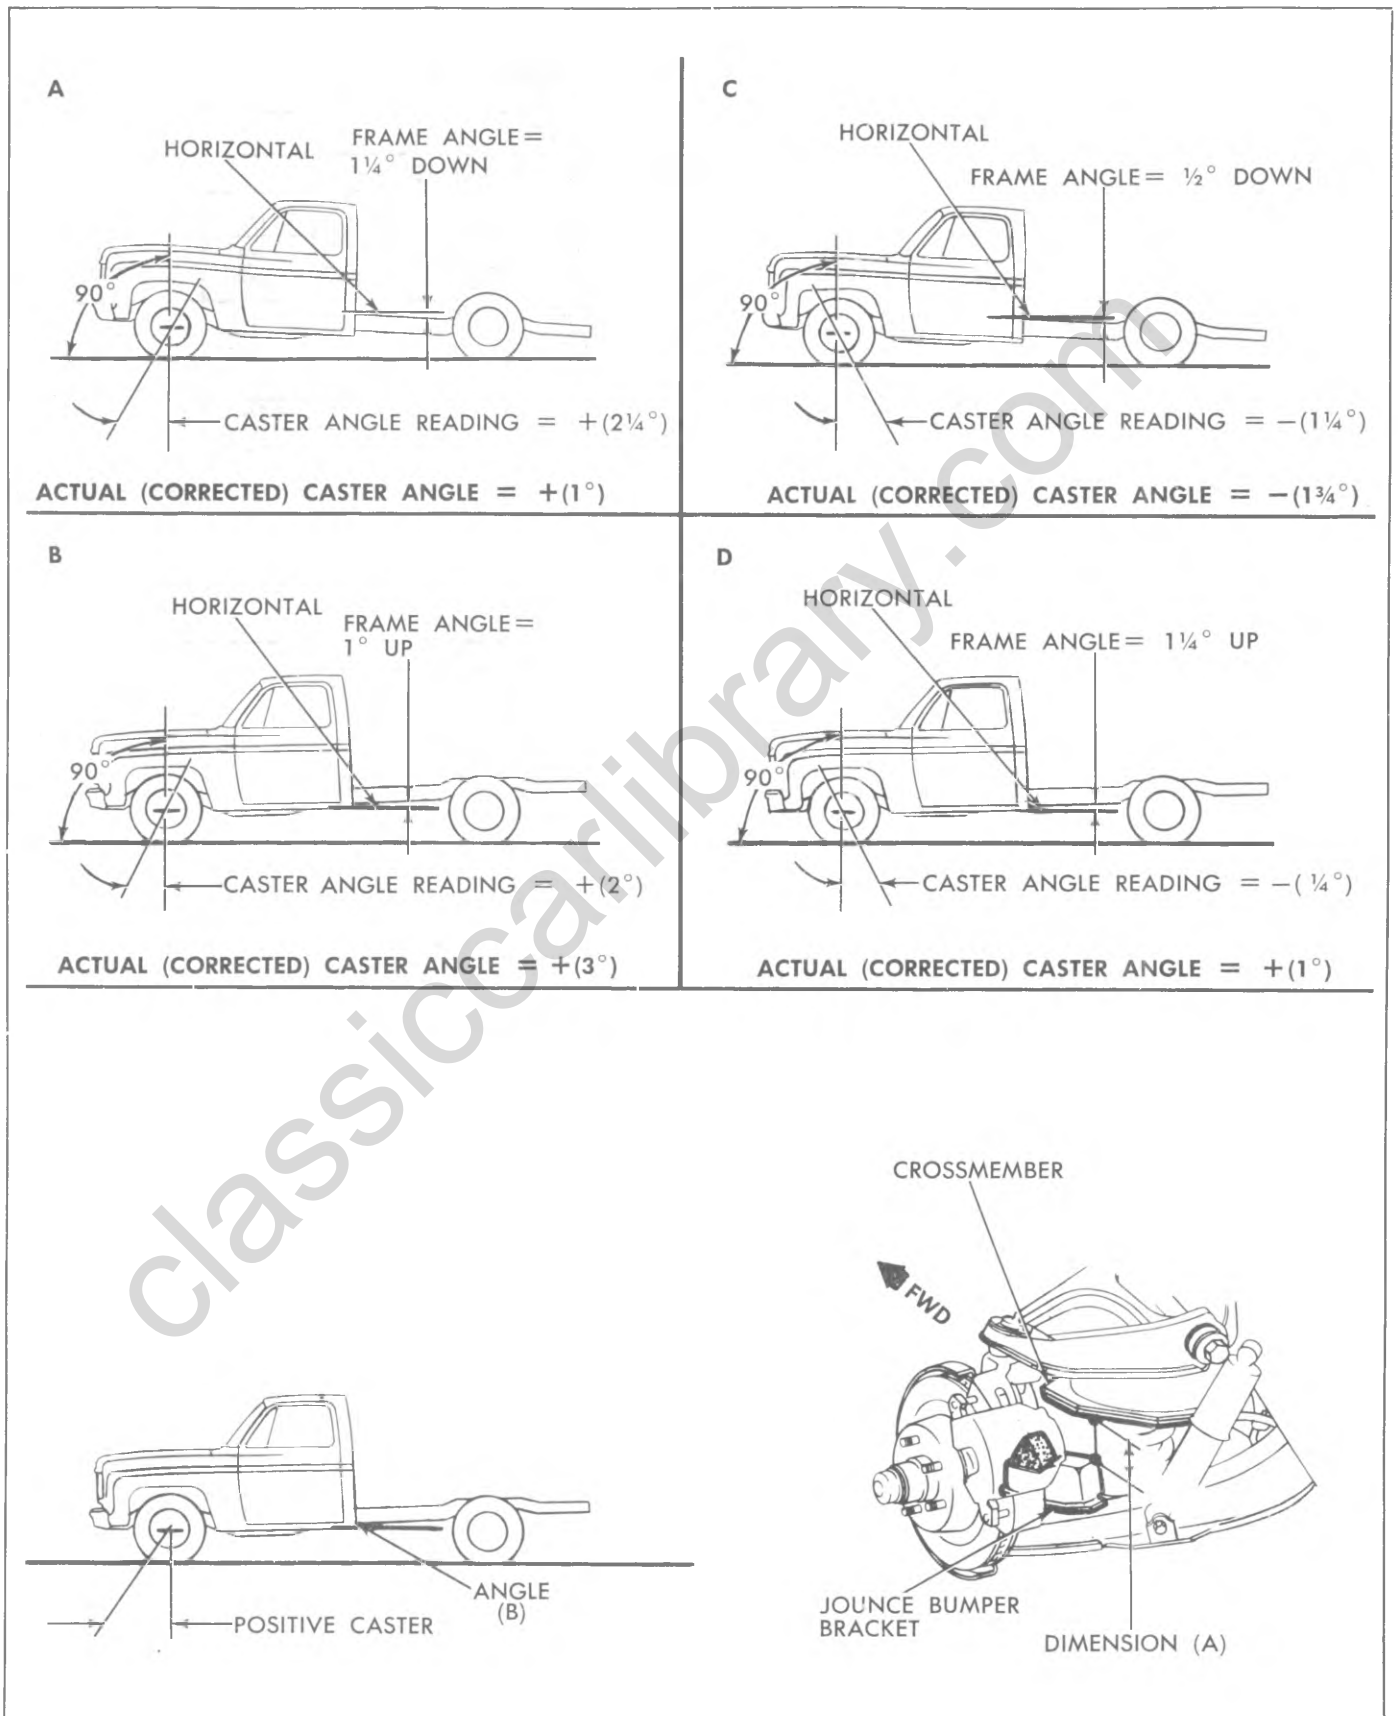 A
HORIZONTAL
FRAME ANGLE=
1¼° DOWN
90°
CASTER ANGLE READING = +(2¼°)
ACTUAL (CORRECTED) CASTER ANGLE = +(1°)
C
HORIZONTAL
FRAME ANGLE= ½° DOWN
90°
CASTER ANGLE READING = −(1¼°)
ACTUAL (CORRECTED) CASTER ANGLE = −(1¾°)
B
HORIZONTAL
FRAME ANGLE=
1° UP
90°
CASTER ANGLE READING = +(2°)
ACTUAL (CORRECTED) CASTER ANGLE = +(3°)
D
HORIZONTAL
FRAME ANGLE= 1¼° UP
90°
CASTER ANGLE READING = −(¼°)
ACTUAL (CORRECTED) CASTER ANGLE = +(1°)
ANGLE
(B)
POSITIVE CASTER
CROSSMEMBER
FWD
JOUNCE BUMPER
BRACKET
DIMENSION (A)
classiccarlibrary.com